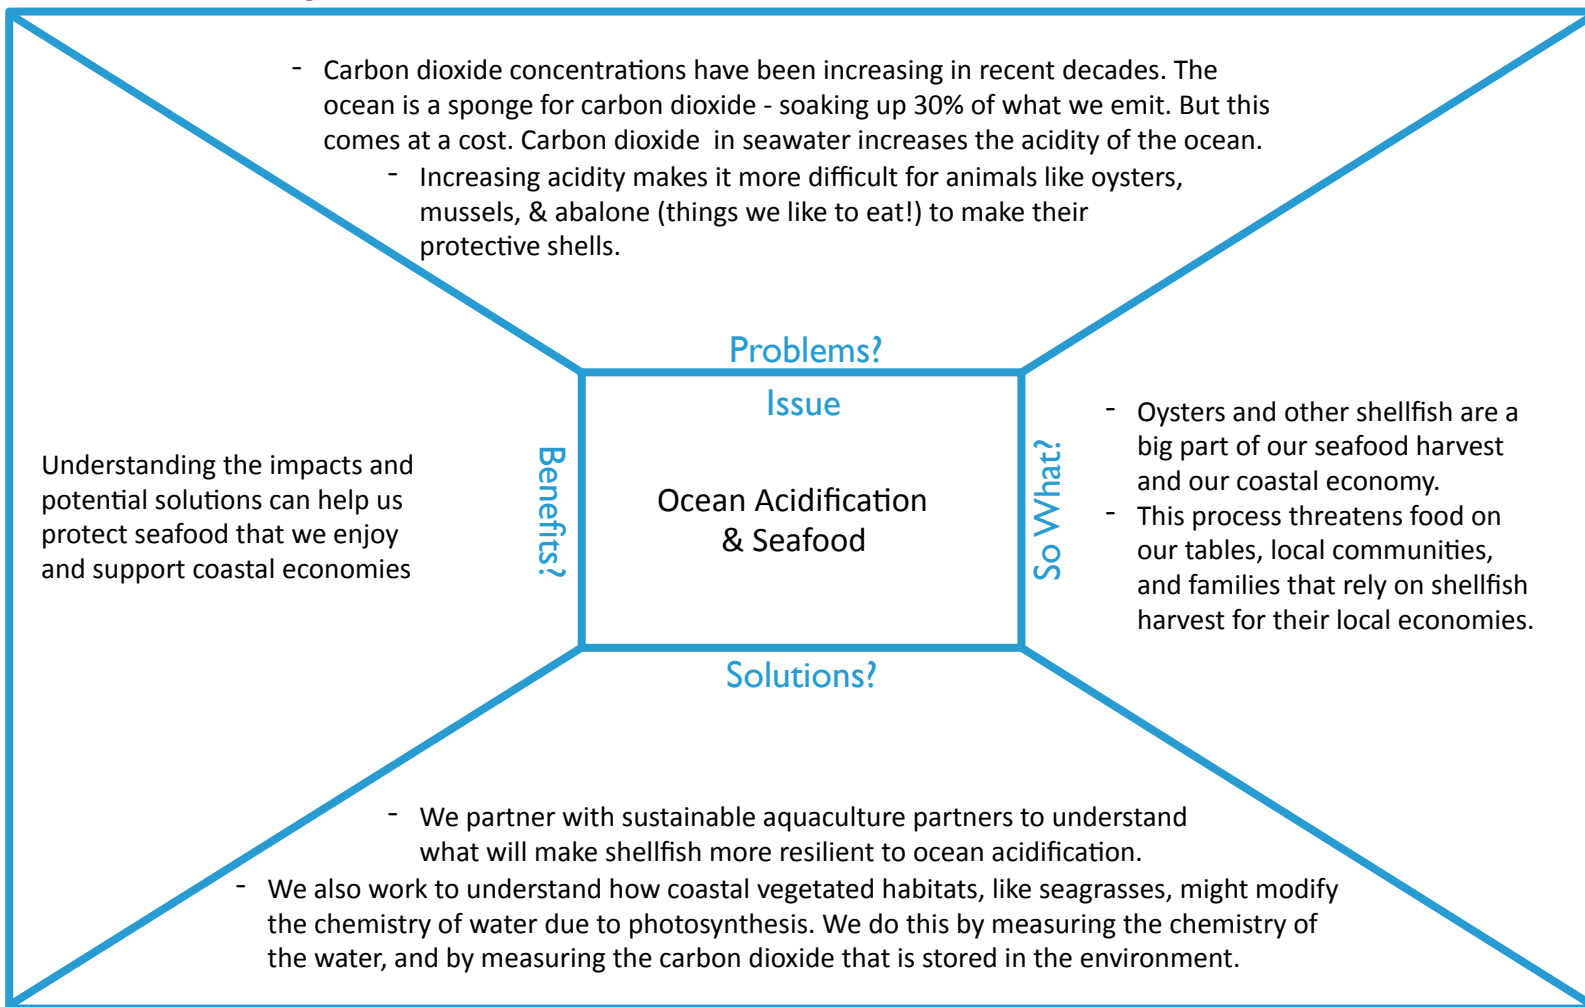 - Carbon dioxide concentrations have been increasing in recent decades. The
ocean is a sponge for carbon dioxide - soaking up 30% of what we emit. But this
comes at a cost. Carbon dioxide  in seawater increases the acidity of the ocean.
- Increasing acidity makes it more difficult for animals like oysters,
mussels, & abalone (things we like to eat!) to make their
protective shells.
Problems?
Issue
Ocean Acidification
& Seafood
Benefits?
Understanding the impacts and
potential solutions can help us
protect seafood that we enjoy
and support coastal economies
So What?
- Oysters and other shellfish are a
big part of our seafood harvest
and our coastal economy.
- This process threatens food on
our tables, local communities,
and families that rely on shellfish
harvest for their local economies.
Solutions?
- We partner with sustainable aquaculture partners to understand
what will make shellfish more resilient to ocean acidification.
- We also work to understand how coastal vegetated habitats, like seagrasses, might modify
the chemistry of water due to photosynthesis. We do this by measuring the chemistry of
the water, and by measuring the carbon dioxide that is stored in the environment.